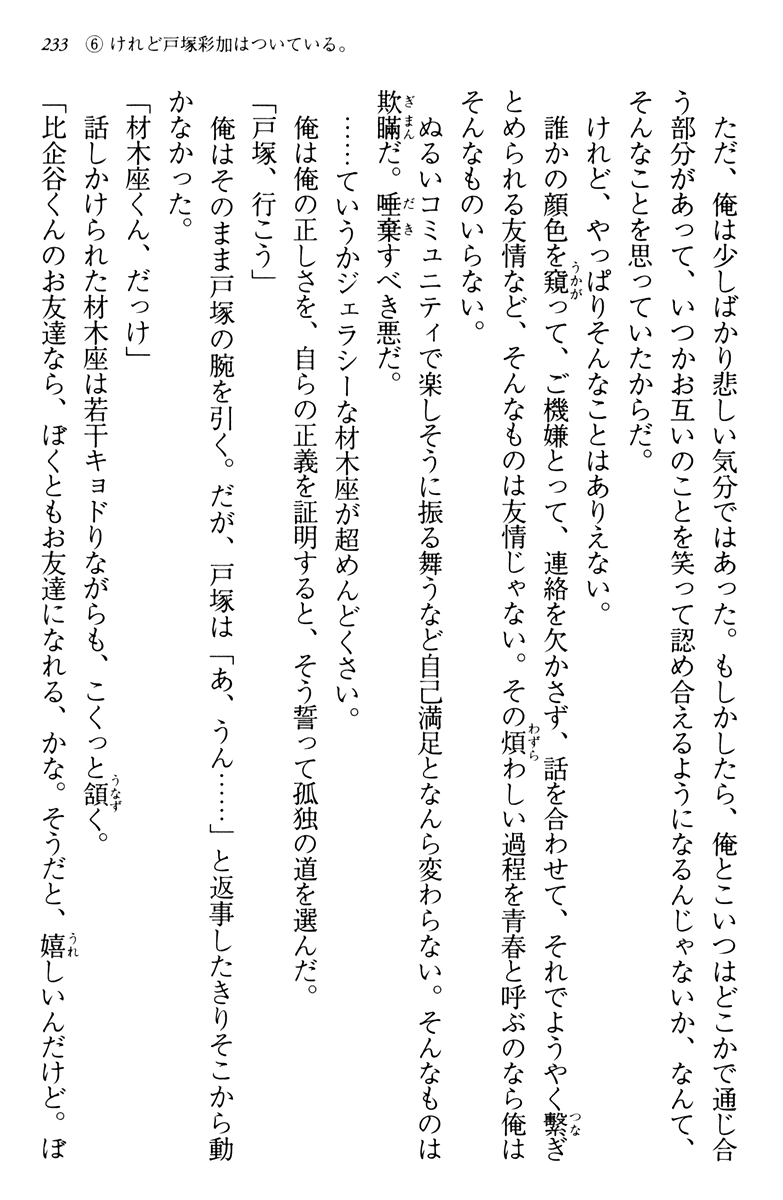 233 ⑥ けれど戸塚彩加はついている。
　ただ、俺は少しばかり悲しい気分ではあった。もしかしたら、俺とこいつはどこかで通じ合
う部分があって、いつかお互いのことを笑って認め合えるようになるんじゃないか、なんて、
そんなことを思っていたからだ。
　けれど、やっぱりそんなことはありえない。
　誰かの顔色を窺って、ご機嫌とって、連絡を欠かさず、話を合わせて、それでようやく繫ぎ
とめられる友情など、そんなものは友情じゃない。その煩わしい過程を青春と呼ぶのなら俺は
そんなものいらない。
　ぬるいコミュニティで楽しそうに振る舞うなど自己満足となんら変わらない。そんなものは
欺瞞だ。唾棄すべき悪だ。
　……ていうかジェラシーな材木座が超めんどくさい。
　俺は俺の正しさを、自らの正義を証明すると、そう誓って孤独の道を選んだ。
「戸塚、行こう」
　俺はそのまま戸塚の腕を引く。だが、戸塚は「あ、うん……」と返事したきりそこから動
かなかった。
「材木座くん、だっけ」
　話しかけられた材木座は若干キョドりながらも、こくっと頷く。
「比企谷くんのお友達なら、ぼくともお友達になれる、かな。そうだと、嬉しいんだけど。ぼ